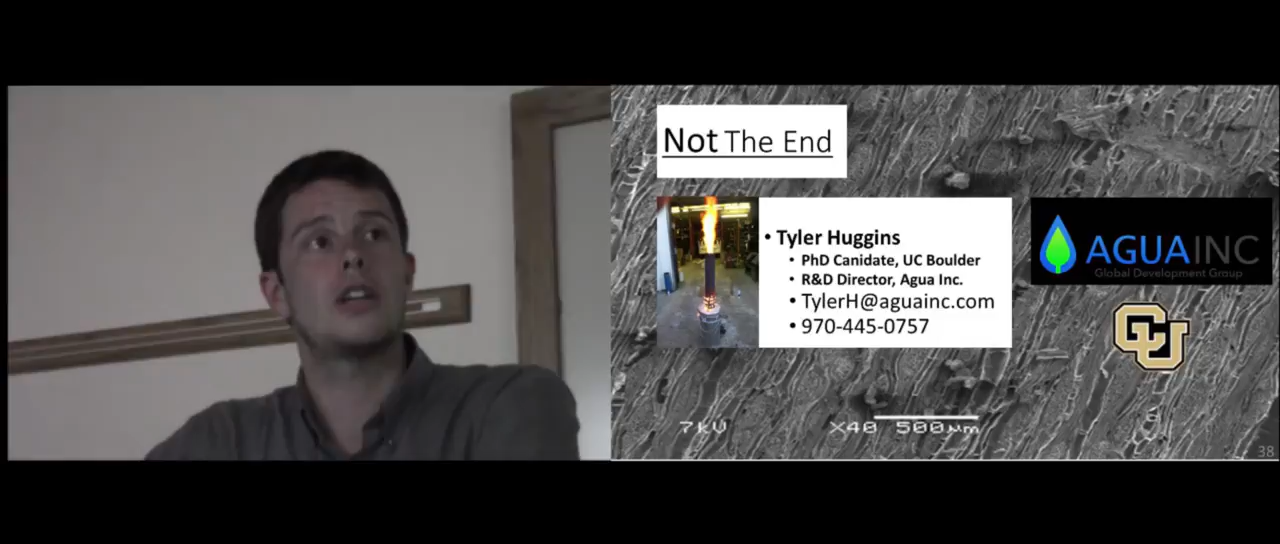 Not The End
• Tyler Huggins
• PhD Canidate, UC Boulder
• R&D Director, Agua Inc.
• TylerH@aguainc.com
• 970-445-0757
AGUAINC
Global Development Group
CU
7kV X40 500µm
38